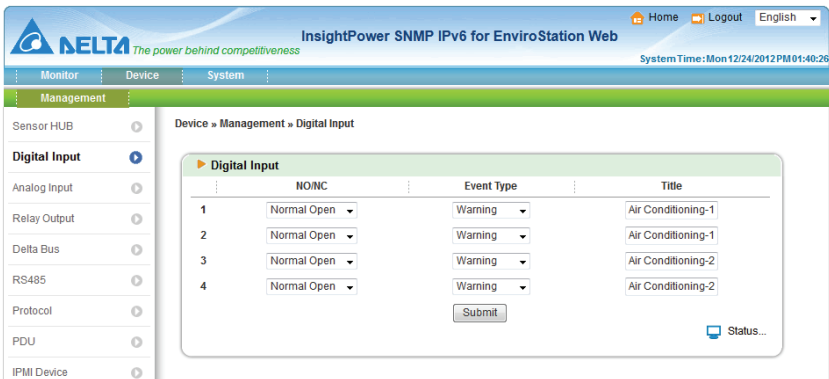 Home Logout English
InsightPower SNMP IPv6 for EnviroStation Web
DELTA The power behind competitiveness
System Time : Mon 12/24/2012 PM 01:40:26
Monitor Device System
Management
Sensor HUB
Digital Input
Analog Input
Relay Output
Delta Bus
RS485
Protocol
PDU
IPMI Device
Device » Management » Digital Input
Digital Input
NO/NC Event Type Title
1 Normal Open Warning Air Conditioning-1
2 Normal Open Warning Air Conditioning-1
3 Normal Open Warning Air Conditioning-2
4 Normal Open Warning Air Conditioning-2
Submit
Status...